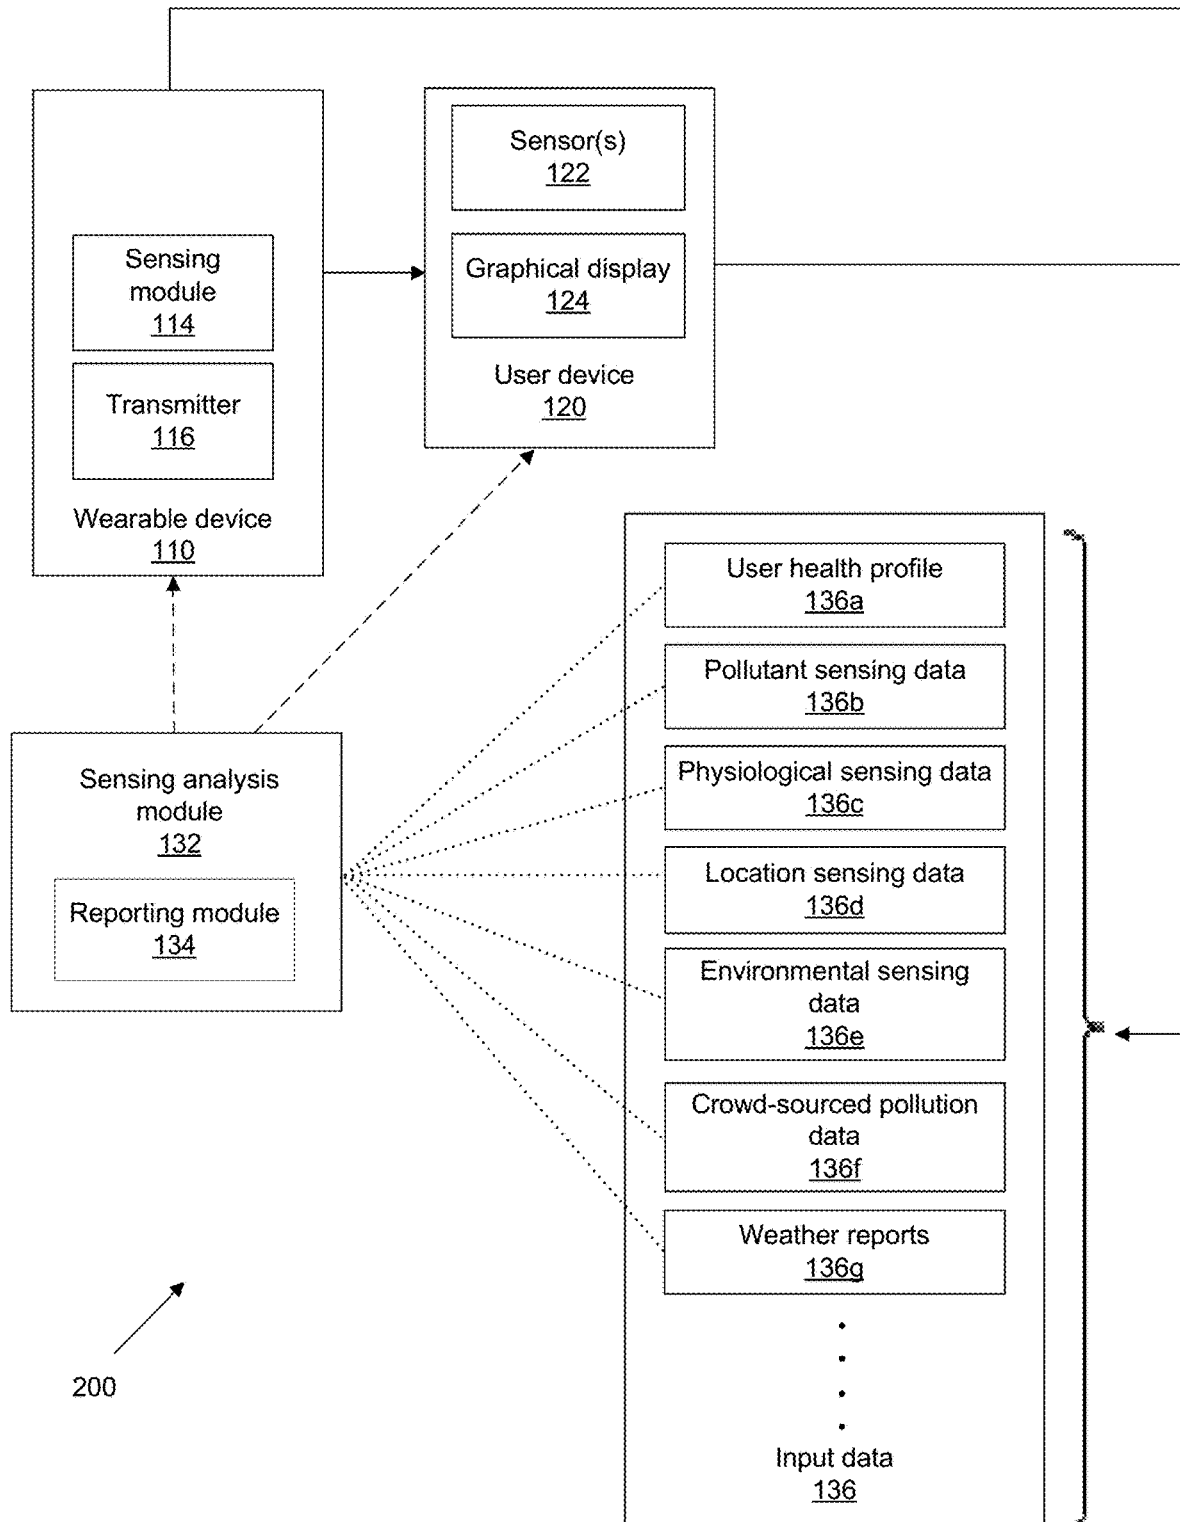 Sensor(s)
122
Graphical display
124
User device
120
Sensing
module
114
Transmitter
116
Wearable device
110
Sensing analysis
module
132
Reporting module
134
User health profile
136a
Pollutant sensing data
136b
Physiological sensing data
136c
Location sensing data
136d
Environmental sensing
data
136e
Crowd-sourced pollution
data
136f
Weather reports
136g
Input data
136
200